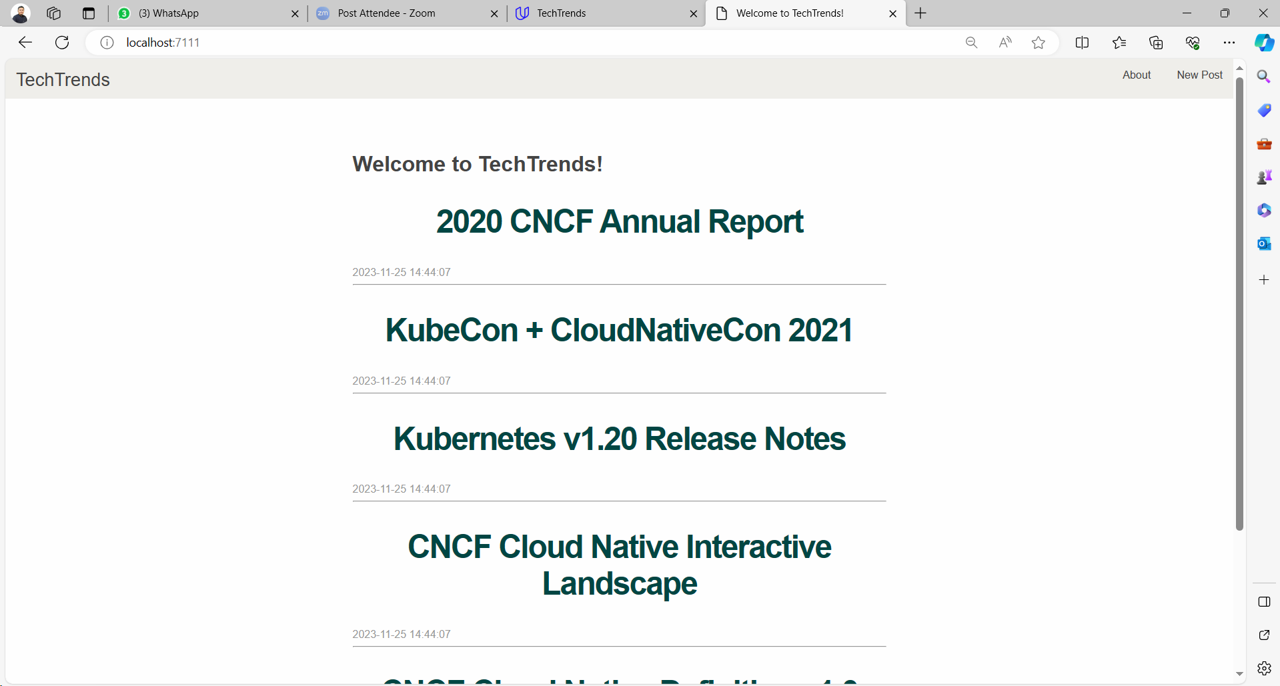 (3) WhatsApp
Post Attendee - Zoom
TechTrends
Welcome to TechTrends!
localhost:7111
TechTrends
About
New Post
Welcome to TechTrends!
2020 CNCF Annual Report
2023-11-25 14:44:07
KubeCon + CloudNativeCon 2021
2023-11-25 14:44:07
Kubernetes v1.20 Release Notes
2023-11-25 14:44:07
CNCF Cloud Native Interactive
Landscape
2023-11-25 14:44:07